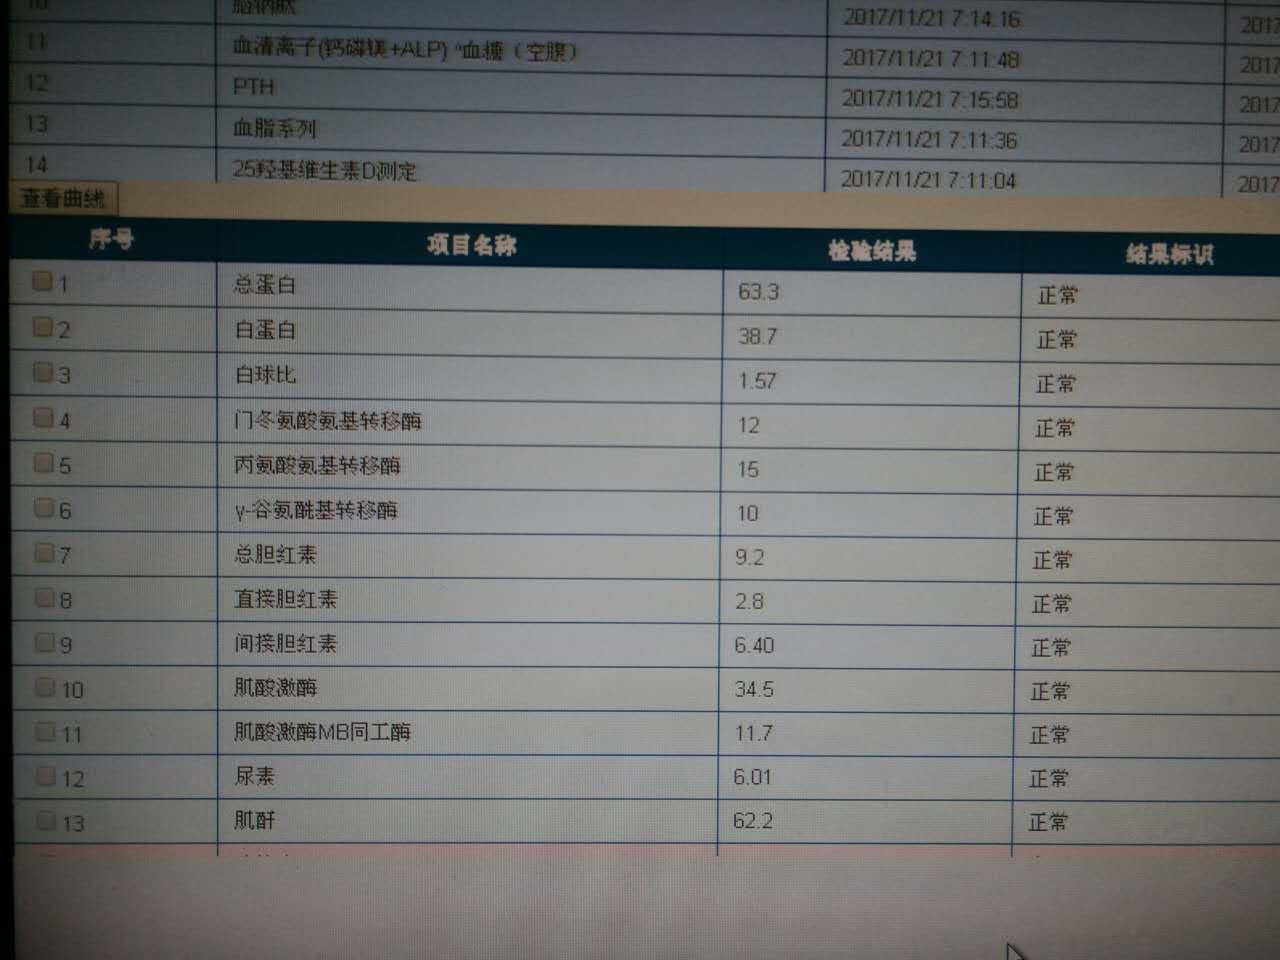 10 脑钠肽 2017/11/21 7:14:16 2017
11 血清离子(钙磷镁+ALP) ^血糖（空腹） 2017/11/21 7:11:48 2017
12 PTH 2017/11/21 7:15:58 2017
13 血脂系列 2017/11/21 7:11:36 2017
14 25羟基维生素D测定 2017/11/21 7:11:04 2017
查看曲线
序号 项目名称 检验结果 结果标识
1 总蛋白 63.3 正常
2 白蛋白 38.7 正常
3 白球比 1.57 正常
4 门冬氨酸氨基转移酶 12 正常
5 丙氨酸氨基转移酶 15 正常
6 γ-谷氨酰基转移酶 10 正常
7 总胆红素 9.2 正常
8 直接胆红素 2.8 正常
9 间接胆红素 6.40 正常
10 肌酸激酶 34.5 正常
11 肌酸激酶MB同工酶 11.7 正常
12 尿素 6.01 正常
13 肌酐 62.2 正常